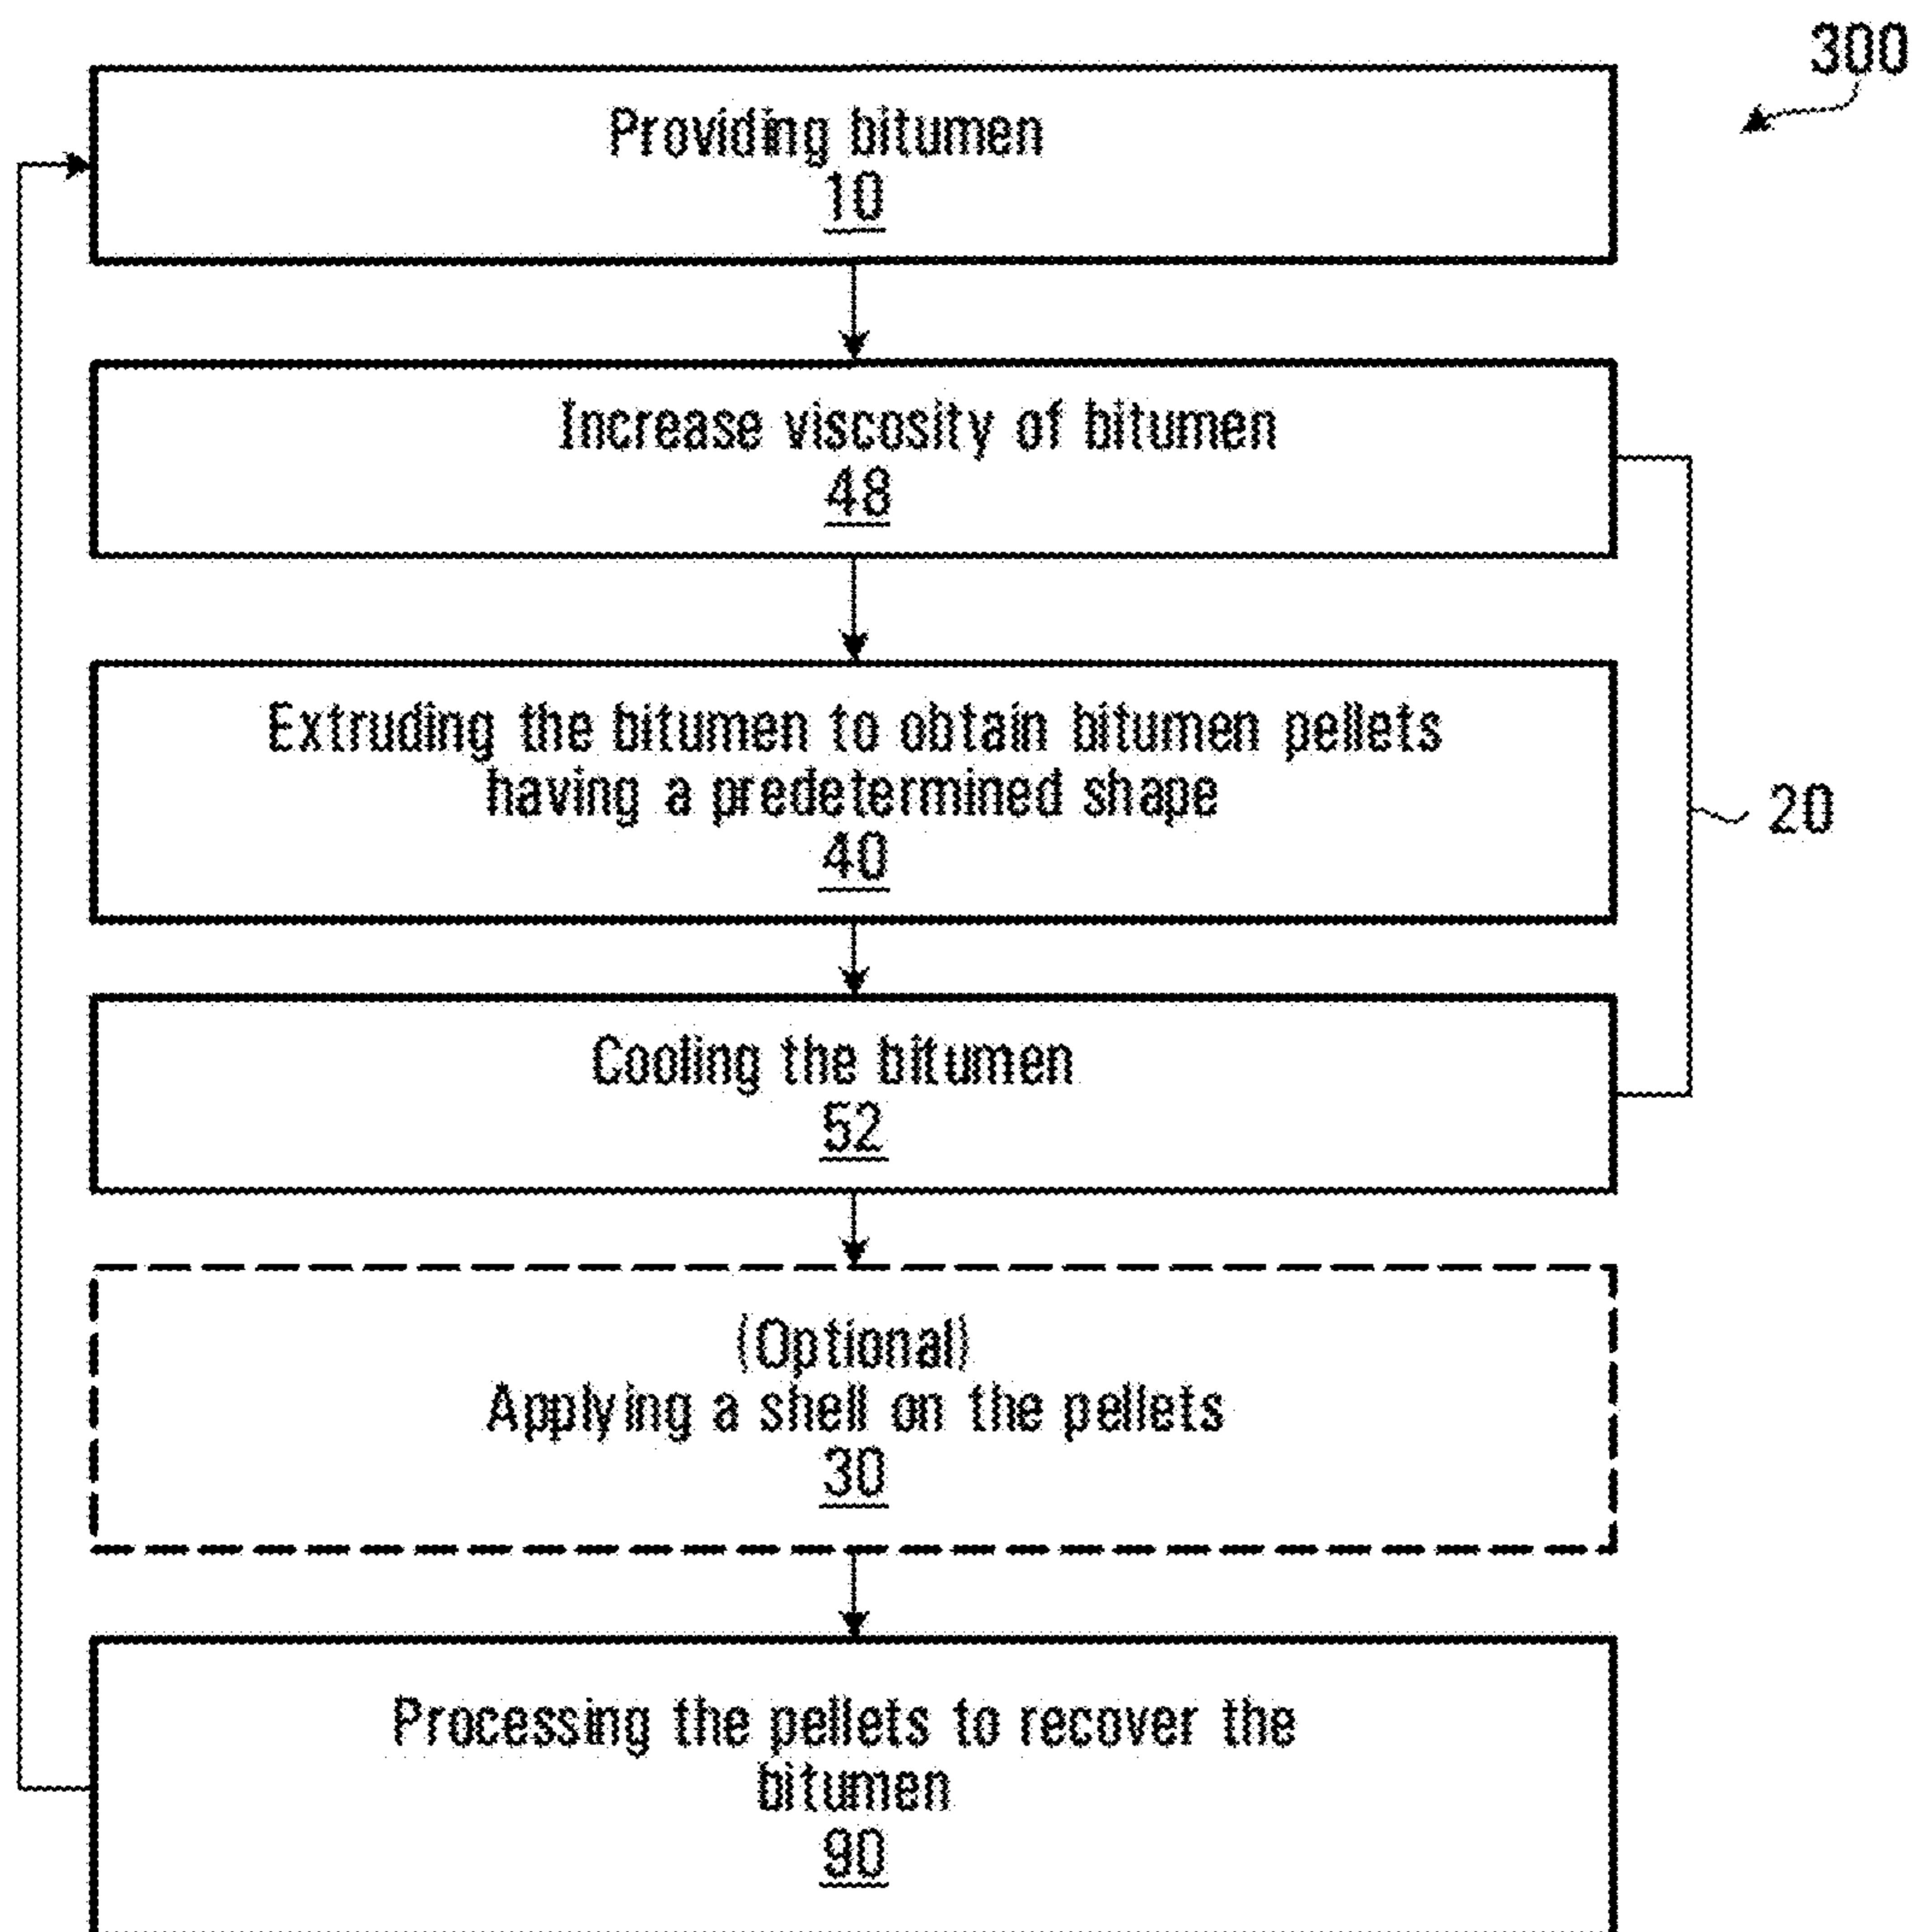 300
Providing bitumen
10
Increase viscosity of bitumen
48
Extruding the bitumen to obtain bitumen pellets
having a predetermined shape
40
20
Cooling the bitumen
52
(Optional)
Applying a shell on the pellets
30
Processing the pellets to recover the
bitumen
90